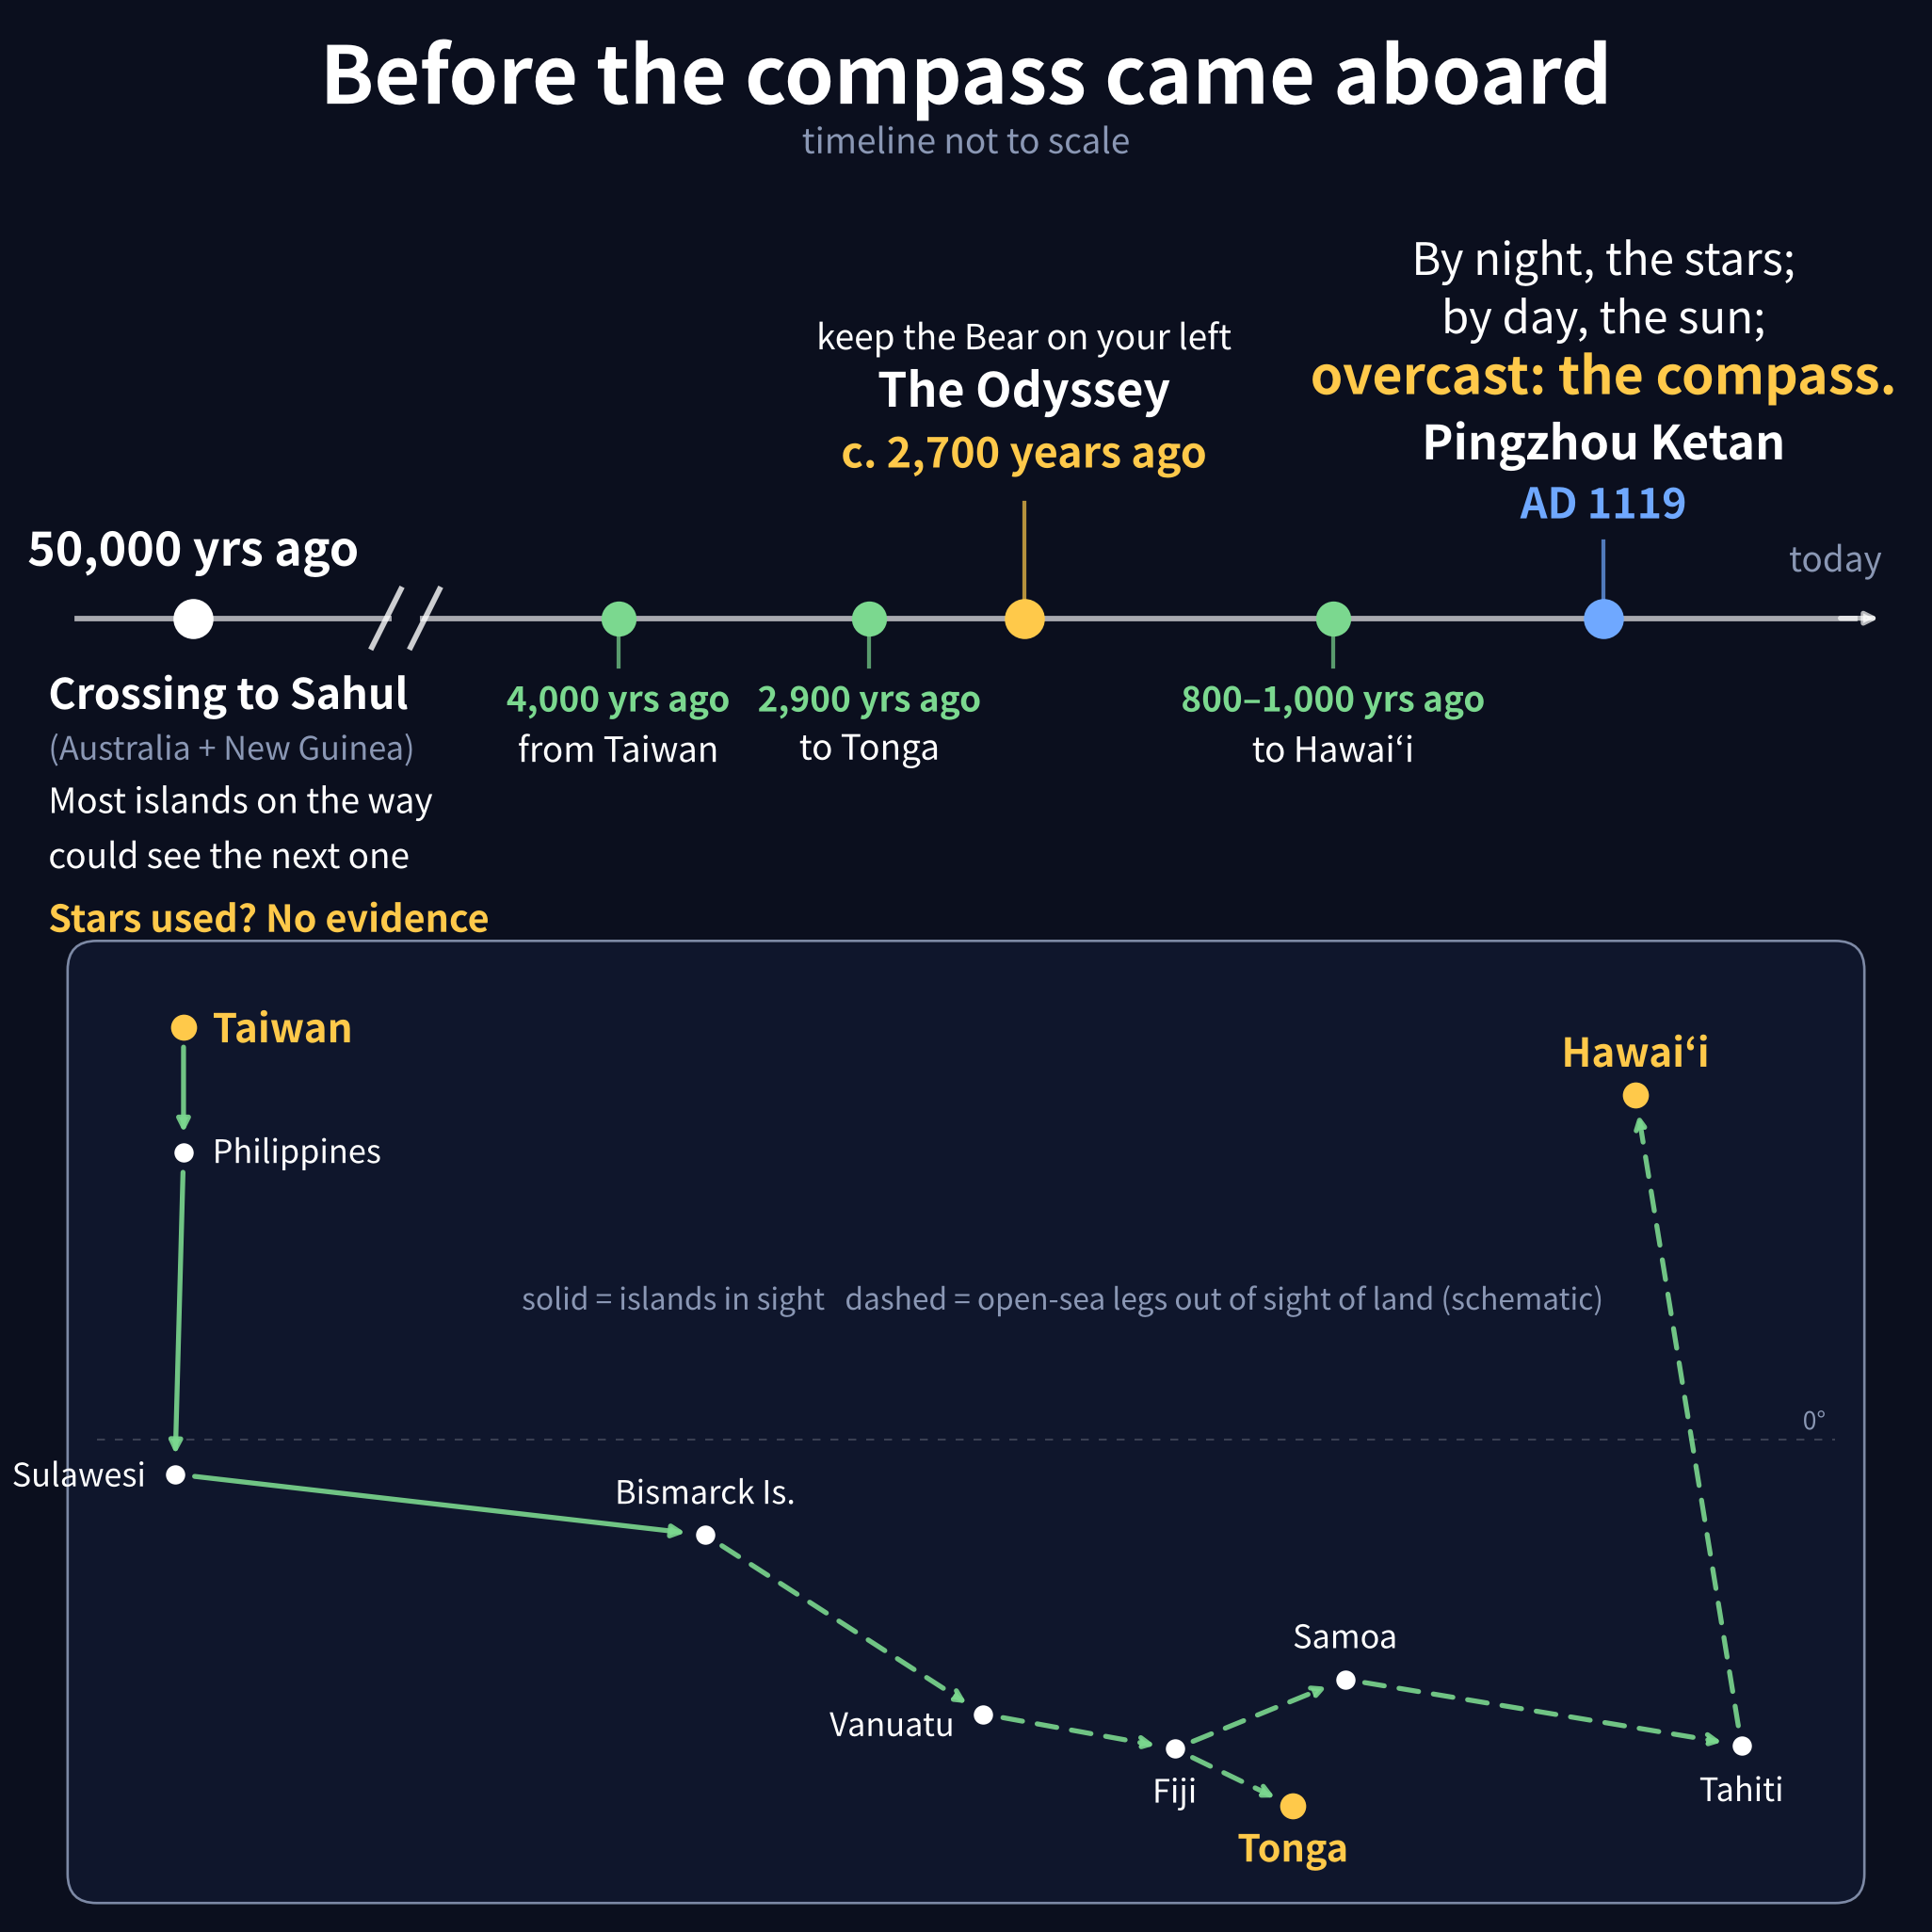 Before the compass came aboard
timeline not to scale
By night, the stars;
by day, the sun;
overcast: the compass.
Pingzhou Ketan
AD 1119
keep the Bear on your left
The Odyssey
c. 2,700 years ago
50,000 yrs ago
today
Crossing to Sahul
(Australia + New Guinea)
Most islands on the way
could see the next one
Stars used? No evidence
4,000 yrs ago
from Taiwan
2,900 yrs ago
to Tonga
800–1,000 yrs ago
to Hawaiʻi
Taiwan
Hawaiʻi
Philippines
solid = islands in sight   dashed = open-sea legs out of sight of land (schematic)
0°
Sulawesi
Bismarck Is.
Samoa
Vanuatu
Fiji
Tahiti
Tonga